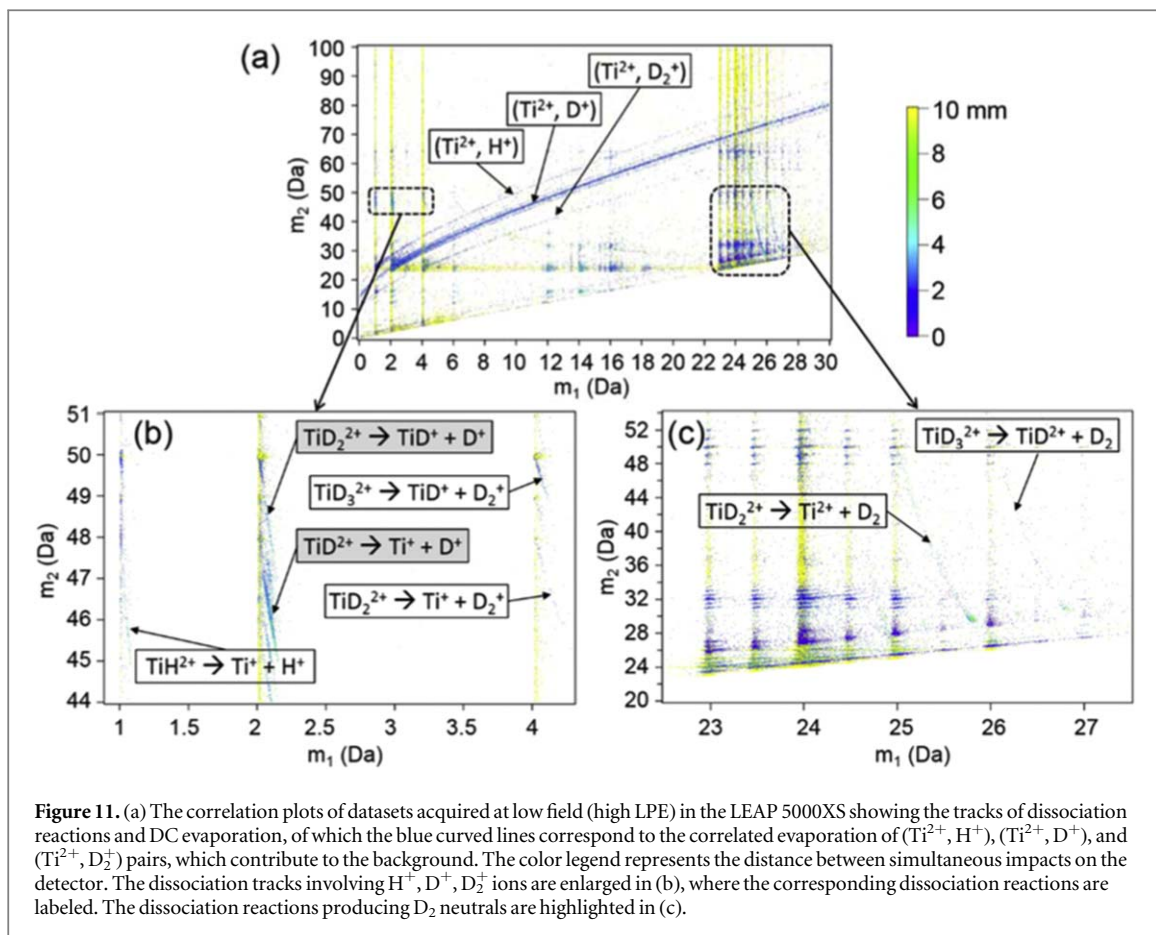 (a)
100
90
80
70
60
50
40
30
20
10
0
m₂ (Da)
(Ti²⁺, D₂⁺)
(Ti²⁺, D⁺)
(Ti²⁺, H⁺)
0 2 4 6 8 10 12 14 16 18 20 22 24 26 28 30
m₁ (Da)
10 mm
8
6
4
2
0
(b)
51
50
49
48
47
46
45
44
m₂ (Da)
TiD₂²⁺ → TiD⁺ + D⁺
TiD₃²⁺ → TiD⁺ + D₂⁺
TiD²⁺ → Ti⁺ + D⁺
TiD₂²⁺ → Ti⁺ + D₂⁺
TiH²⁺ → Ti⁺ + H⁺
1 1.5 2 2.5 3 3.5 4
m₁ (Da)
(c)
52
48
44
40
36
32
28
24
20
m₂ (Da)
TiD₃²⁺ → TiD²⁺ + D₂
TiD₂²⁺ → Ti²⁺ + D₂
23 24 25 26 27
m₁ (Da)
Figure 11. (a) The correlation plots of datasets acquired at low field (high LPE) in the LEAP 5000XS showing the tracks of dissociation
reactions and DC evaporation, of which the blue curved lines correspond to the correlated evaporation of (Ti²⁺, H⁺), (Ti²⁺, D⁺), and
(Ti²⁺, D₂⁺) pairs, which contribute to the background. The color legend represents the distance between simultaneous impacts on the
detector. The dissociation tracks involving H⁺, D⁺, D₂⁺ ions are enlarged in (b), where the corresponding dissociation reactions are
labeled. The dissociation reactions producing D₂ neutrals are highlighted in (c).